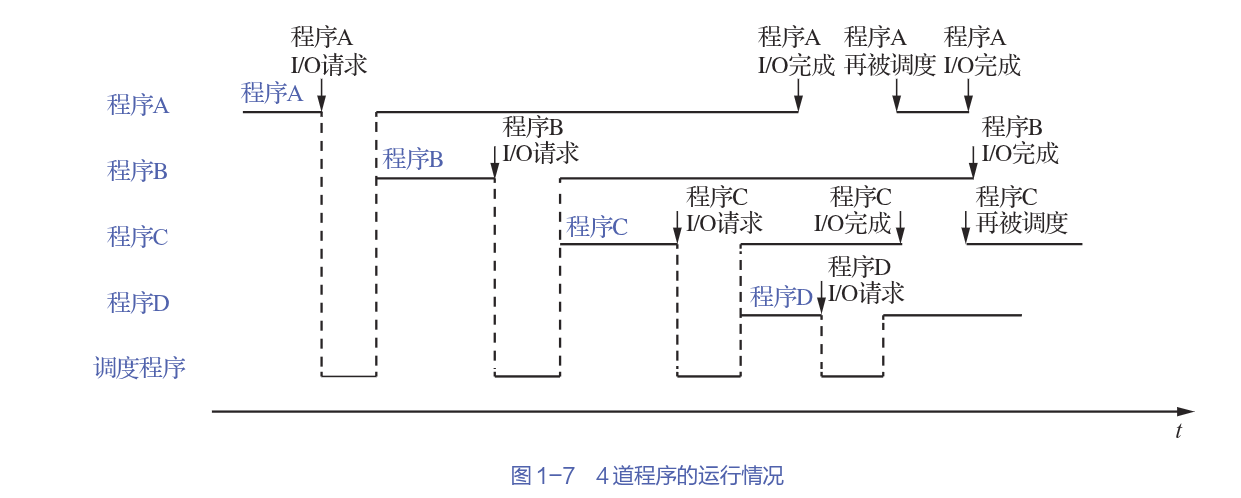 程序A
I/O请求
程序A
I/O完成
程序A
再被调度
程序A
I/O完成
程序A
程序A
程序B
I/O请求
程序B
I/O完成
程序B
程序B
程序C
I/O请求
程序C
I/O完成
程序C
再被调度
程序C
程序C
程序D
I/O请求
程序D
程序D
调度程序
t
图1-7 4道程序的运行情况